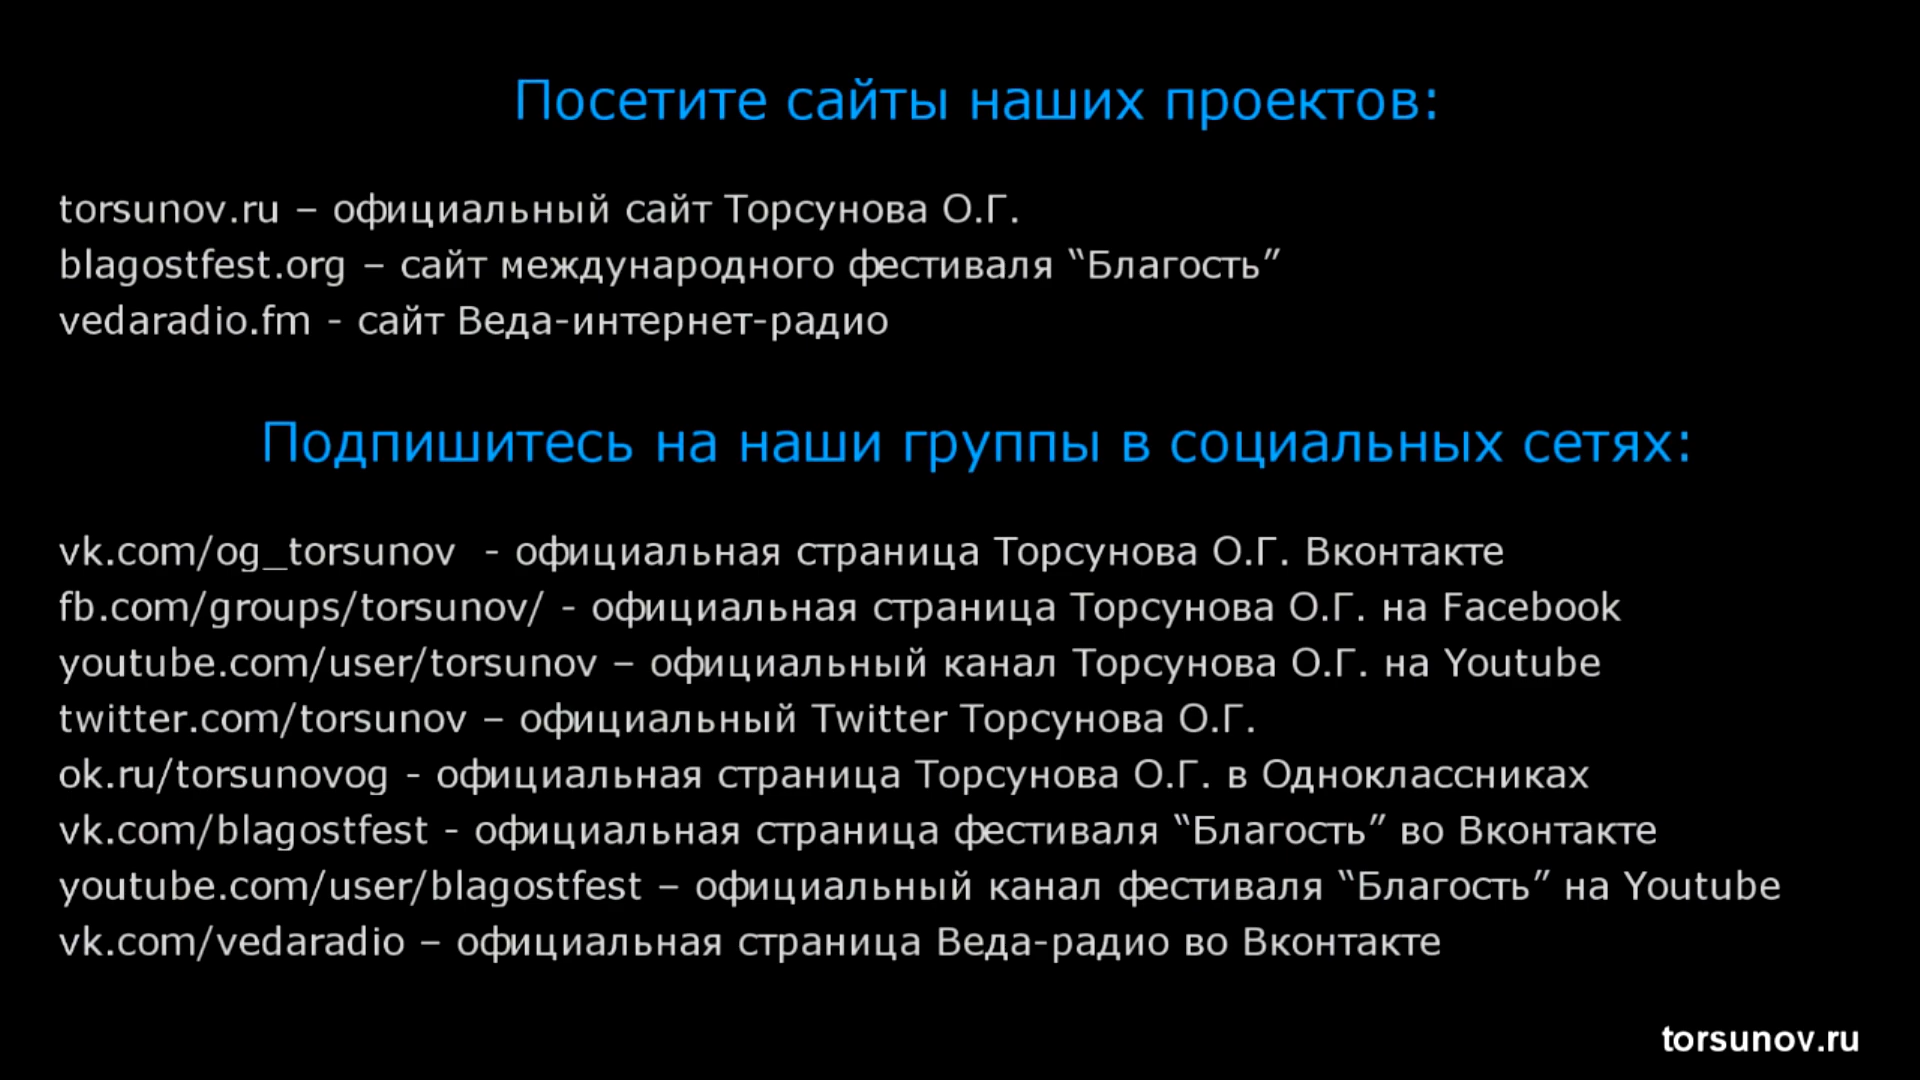 Посетите сайты наших проектов:
torsunov.ru – официальный сайт Торсунова О.Г.
blagostfest.org – сайт международного фестиваля “Благость”
vedaradio.fm - сайт Веда-интернет-радио
Подпишитесь на наши группы в социальных сетях:
vk.com/og_torsunov  - официальная страница Торсунова О.Г. Вконтакте
fb.com/groups/torsunov/ - официальная страница Торсунова О.Г. на Facebook
youtube.com/user/torsunov – официальный канал Торсунова О.Г. на Youtube
twitter.com/torsunov – официальный Twitter Торсунова О.Г.
ok.ru/torsunovog - официальная страница Торсунова О.Г. в Одноклассниках
vk.com/blagostfest - официальная страница фестиваля “Благость” во Вконтакте
youtube.com/user/blagostfest – официальный канал фестиваля “Благость” на Youtube
vk.com/vedaradio – официальная страница Веда-радио во Вконтакте
torsunov.ru